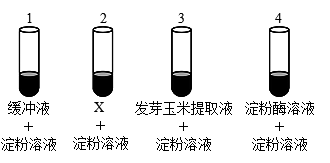 1 2 3 4
缓冲液 X 发芽玉米提取液 淀粉酶溶液
+ + + +
淀粉溶液 淀粉溶液 淀粉溶液 淀粉溶液